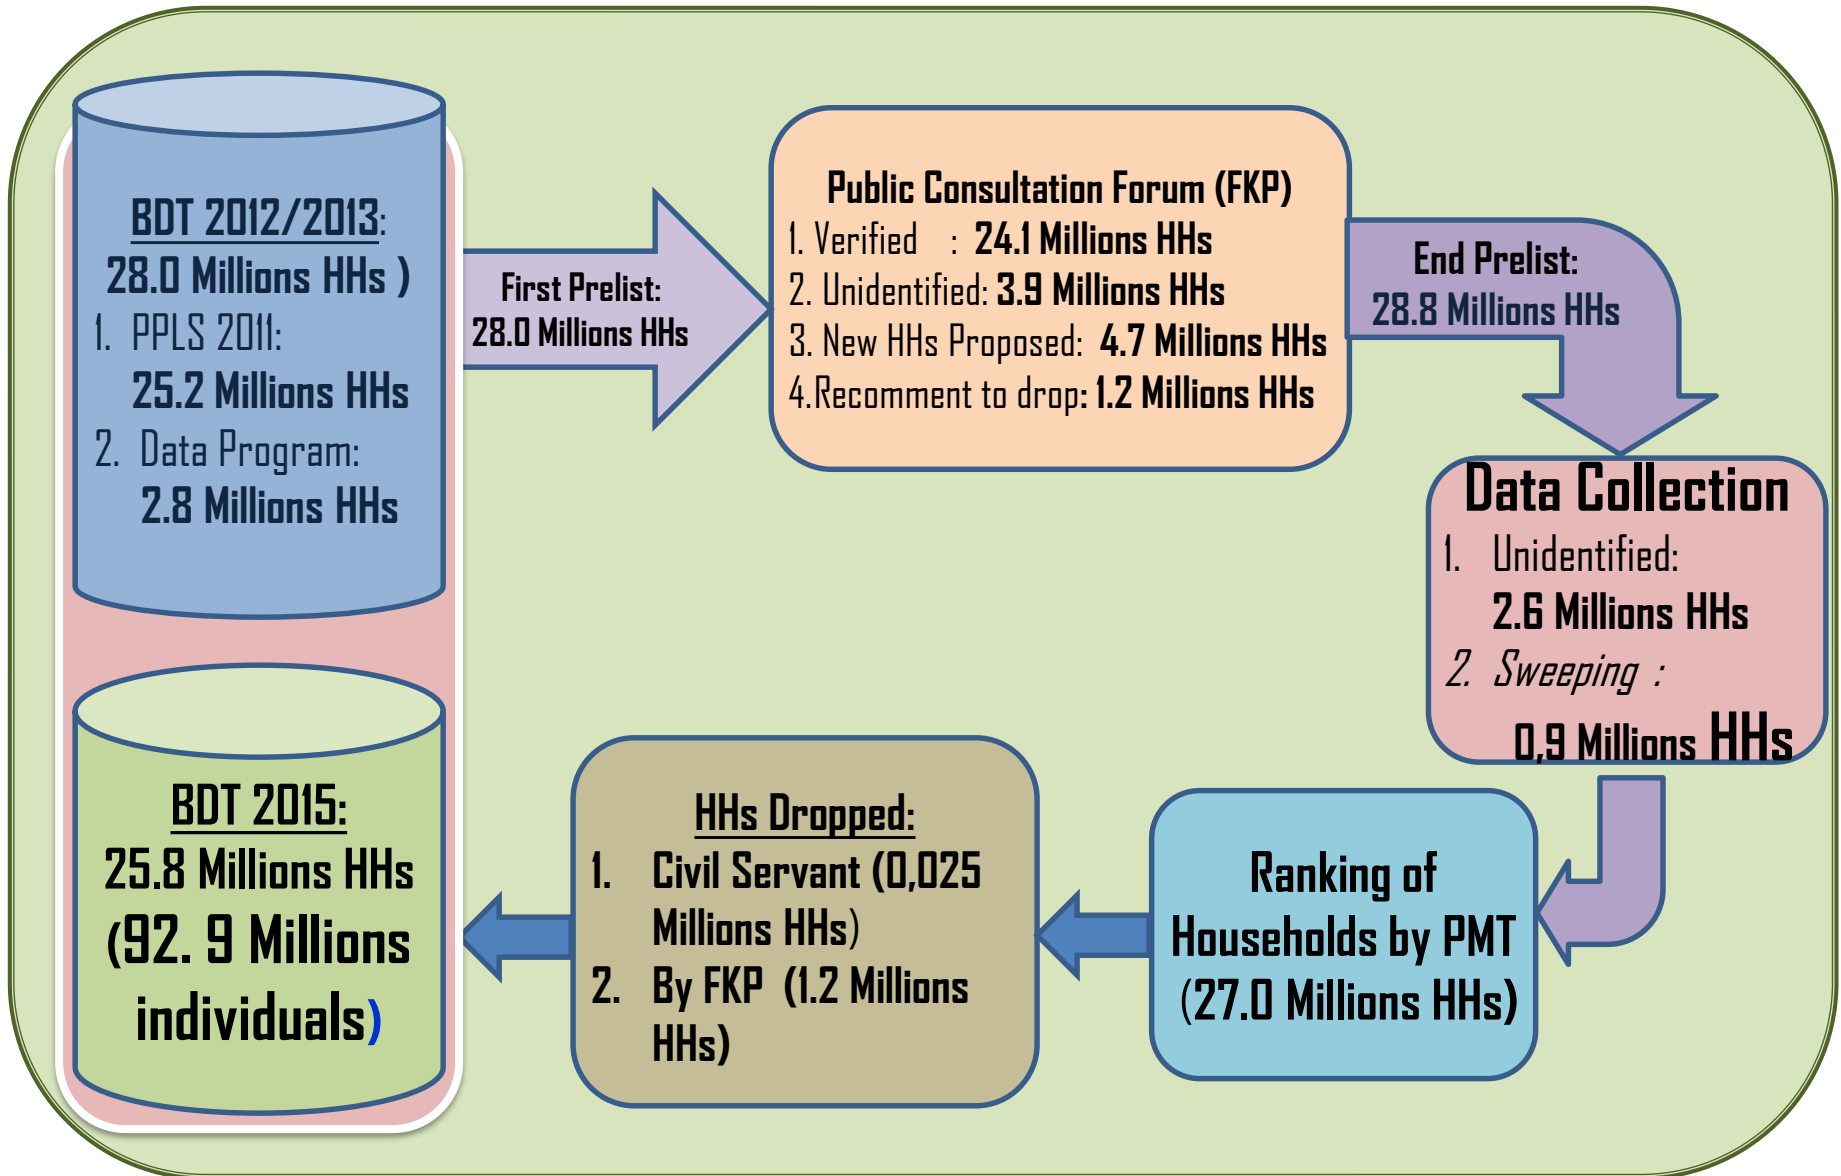 BDT 2012/2013:
28.0 Millions HHs )
1. PPLS 2011:
25.2 Millions HHs
2. Data Program:
2.8 Millions HHs
First Prelist:
28.0 Millions HHs
Public Consultation Forum (FKP)
1. Verified : 24.1 Millions HHs
2. Unidentified: 3.9 Millions HHs
3. New HHs Proposed: 4.7 Millions HHs
4.Recomment to drop: 1.2 Millions HHs
End Prelist:
28.8 Millions HHs
Data Collection
1. Unidentified:
2.6 Millions HHs
2. Sweeping :
0,9 Millions HHs
Ranking of
Households by PMT
(27.0 Millions HHs)
HHs Dropped:
1. Civil Servant (0,025
Millions HHs)
2. By FKP (1.2 Millions
HHs)
BDT 2015:
25.8 Millions HHs
(92. 9 Millions
individuals)